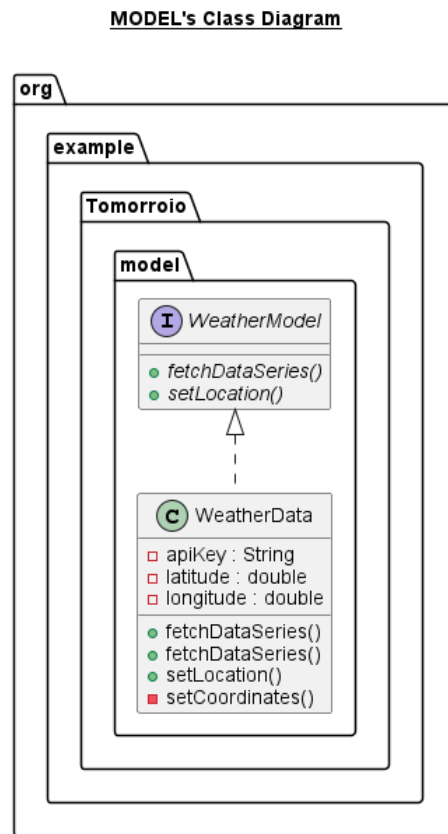 MODEL's Class Diagram
org
example
Tomorroio
model
I WeatherModel
fetchDataSeries()
setLocation()
C WeatherData
apiKey : String
latitude : double
longitude : double
fetchDataSeries()
fetchDataSeries()
setLocation()
setCoordinates()